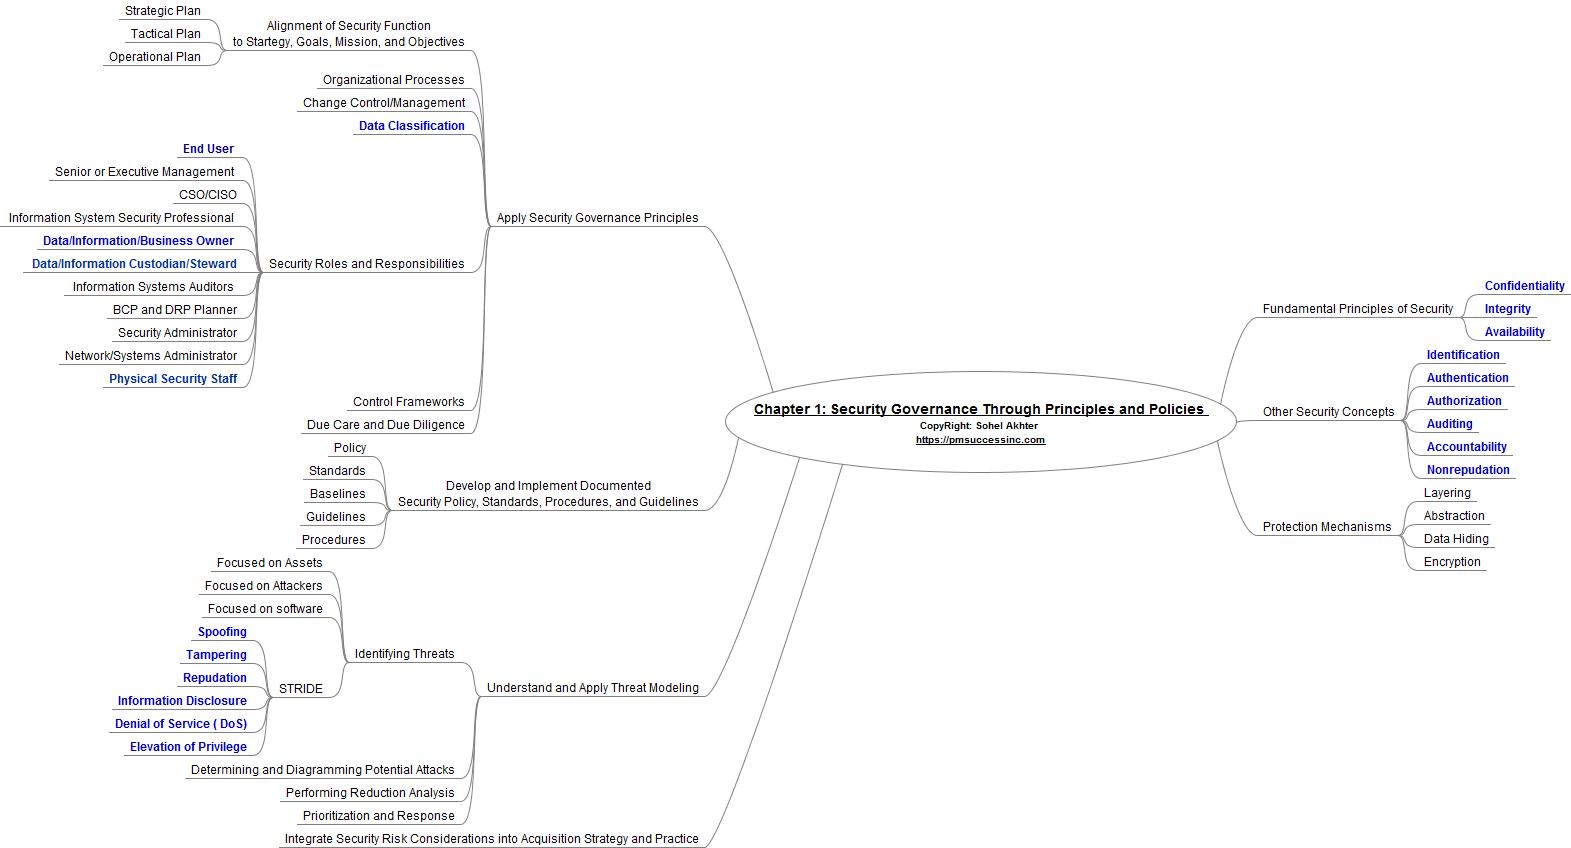 Strategic Plan
Tactical Plan
Operational Plan
Alignment of Security Function
to Startegy, Goals, Mission, and Objectives
Organizational Processes
Change Control/Management
Data Classification
End User
Senior or Executive Management
CSO/CISO
Information System Security Professional
Data/Information/Business Owner
Data/Information Custodian/Steward
Information Systems Auditors
BCP and DRP Planner
Security Administrator
Network/Systems Administrator
Physical Security Staff
Security Roles and Responsibilities
Control Frameworks
Due Care and Due Diligence
Apply Security Governance Principles
Policy
Standards
Baselines
Guidelines
Procedures
Develop and Implement Documented
Security Policy, Standards, Procedures, and Guidelines
Focused on Assets
Focused on Attackers
Focused on software
Spoofing
Tampering
Repudation
Information Disclosure
Denial of Service ( DoS)
Elevation of Privilege
STRIDE
Identifying Threats
Determining and Diagramming Potential Attacks
Performing Reduction Analysis
Prioritization and Response
Understand and Apply Threat Modeling
Integrate Security Risk Considerations into Acquisition Strategy and Practice
Chapter 1: Security Governance Through Principles and Policies
CopyRight: Sohel Akhter
https://pmsuccessinc.com
Fundamental Principles of Security
Confidentiality
Integrity
Availability
Other Security Concepts
Identification
Authentication
Authorization
Auditing
Accountability
Nonrepudation
Protection Mechanisms
Layering
Abstraction
Data Hiding
Encryption